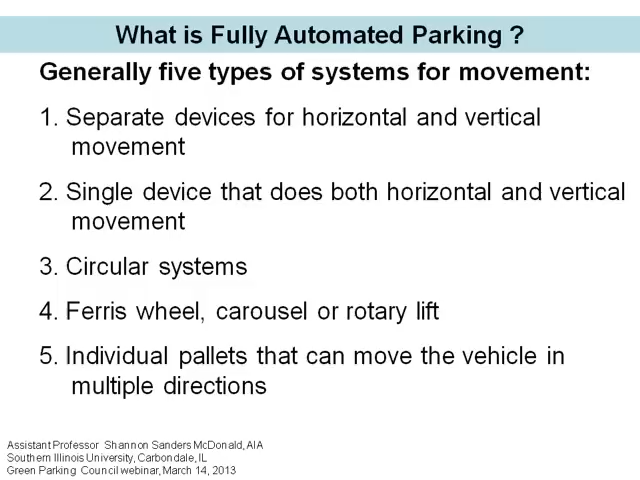 What is Fully Automated Parking ?
Generally five types of systems for movement:
1. Separate devices for horizontal and vertical
movement
2. Single device that does both horizontal and vertical
movement
3. Circular systems
4. Ferris wheel, carousel or rotary lift
5. Individual pallets that can move the vehicle in
multiple directions
Assistant Professor Shannon Sanders McDonald, AIA
Southern Illinois University, Carbondale, IL
Green Parking Council webinar, March 14, 2013